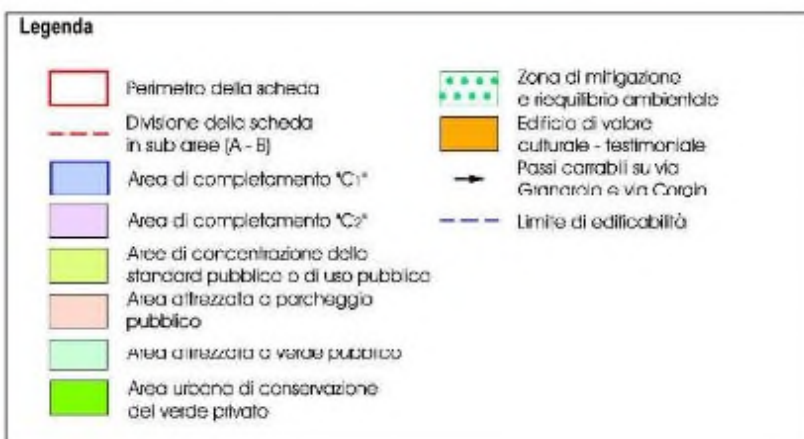 Legenda
Perimetro della scheda
Divisione della scheda
in sub aree (A - B)
Area di completamento "C1"
Area di completamento "C2"
Aree di concentrazione dello
standard pubblico o di uso pubblico
Area attrezzata a parcheggio
pubblico
Area attrezzata a verde pubblico
Area urbana di conservazione
del verde privato
Zona di mitigazione
e riequilibrio ambientale
Edificio di valore
culturale - testimoniale
Passi carrabili su via
e via
Limite di edificabilità